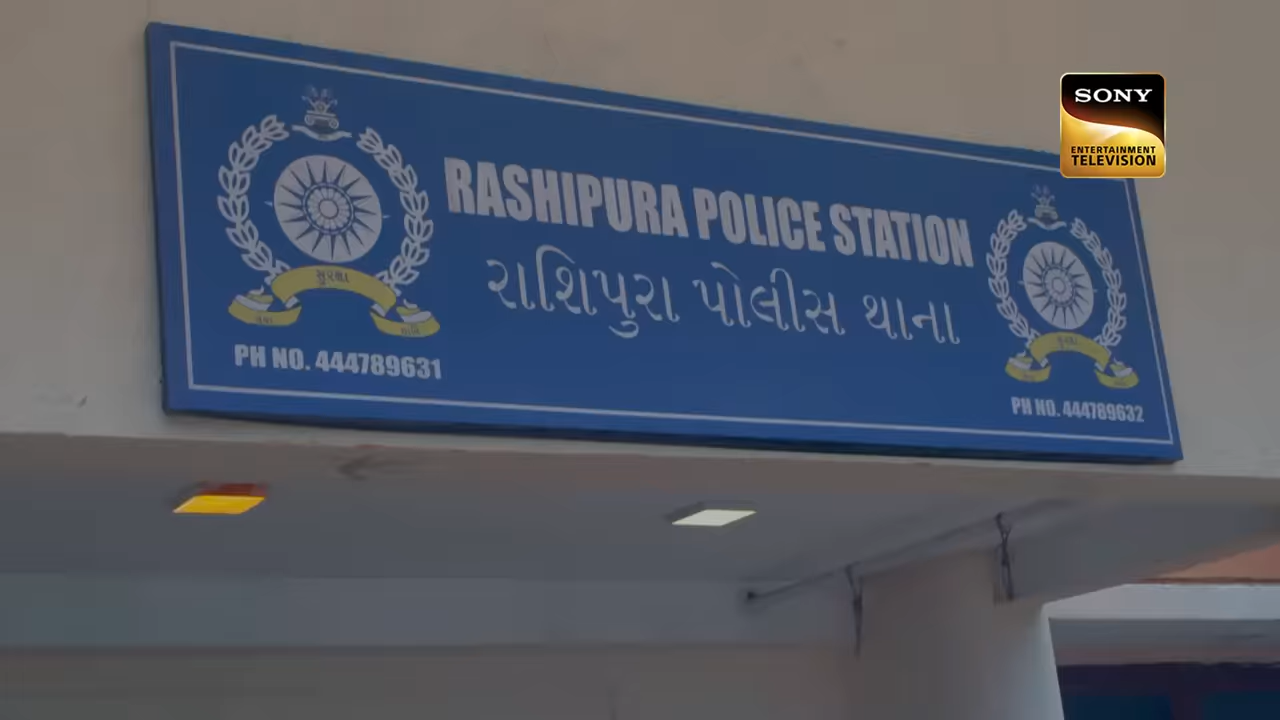 SONY
ENTERTAINMENT
TELEVISION
RASHIPURA POLICE STATION
રાશિપુરા પોલીસ થાના
PH NO. 444789631
PH NO. 444789632